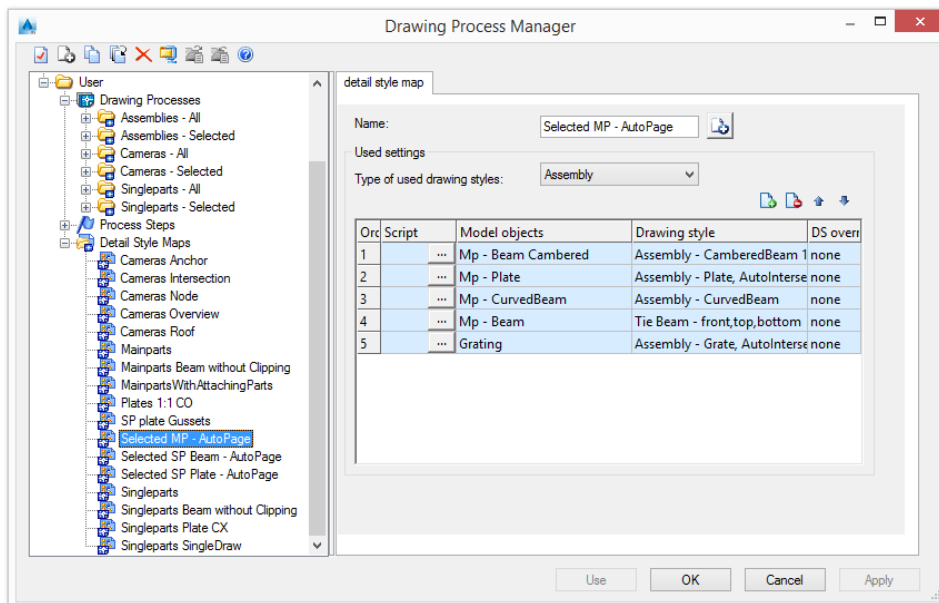 Drawing Process Manager
User
Drawing Processes
Assemblies - All
Assemblies - Selected
Cameras - All
Cameras - Selected
Singleparts - All
Singleparts - Selected
Process Steps
Detail Style Maps
Cameras Anchor
Cameras Intersection
Cameras Node
Cameras Overview
Cameras Roof
Mainparts
Mainparts Beam without Clipping
MainpartsWithAttachingParts
Plates 1:1 CO
SP plate Gussets
Selected MP - AutoPage
Selected SP Beam - AutoPage
Selected SP Plate - AutoPage
Singleparts
Singleparts Beam without Clipping
Singleparts Plate CX
Singleparts SingleDraw
detail style map
Name: Selected MP - AutoPage
Used settings
Type of used drawing styles: Assembly
Orc Script Model objects Drawing style DS overr
1 ... Mp - Beam Cambered Assembly - CamberedBeam 1 none
2 ... Mp - Plate Assembly - Plate, AutoInterse none
3 ... Mp - CurvedBeam Assembly - CurvedBeam none
4 ... Mp - Beam Tie Beam - front,top,bottom none
5 ... Grating Assembly - Grate, AutoInterse none
Use OK Cancel Apply